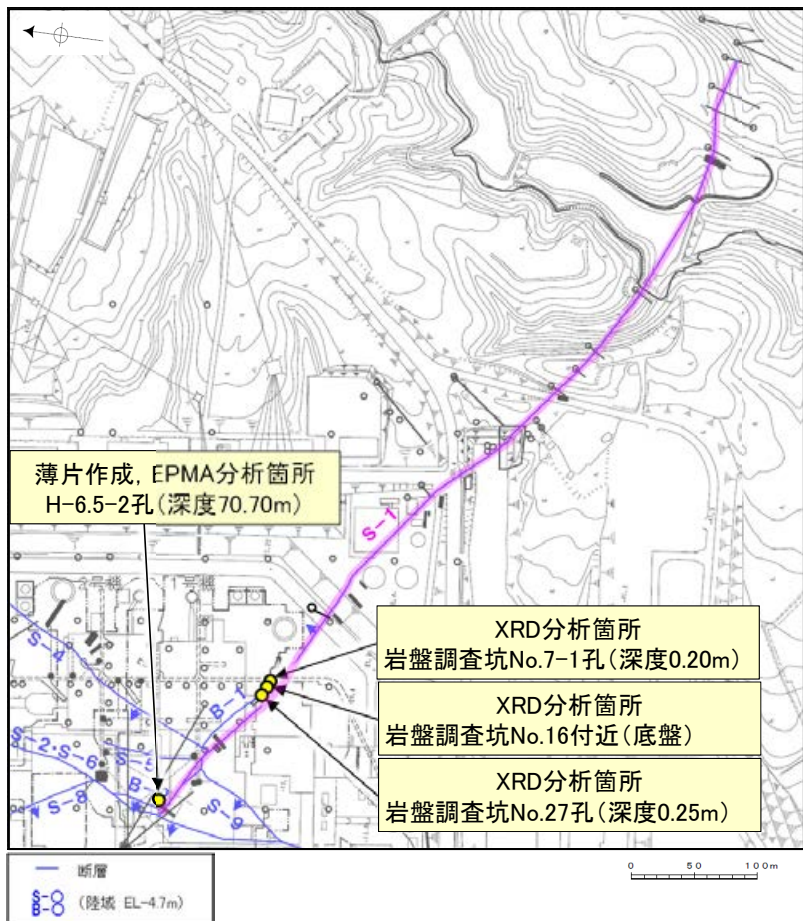 薄片作成, EPMA分析箇所
H-6.5-2孔(深度70.70m)
S-1
2号機
1号機
XRD分析箇所
岩盤調査坑No.7-1孔(深度0.20m)
S-4
B-1
XRD分析箇所
岩盤調査坑No.16付近(底盤)
S-2・S-6
XRD分析箇所
岩盤調査坑No.27孔(深度0.25m)
S-8
S-9
断層
S-○
B-○
(陸域 EL-4.7m)
0 50 100m